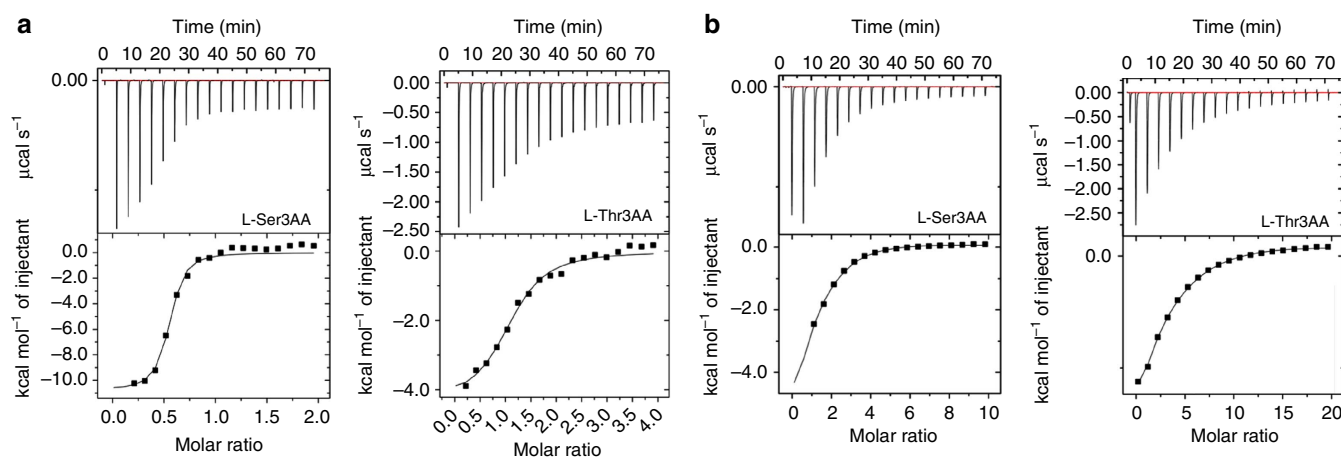 a
Time (min)
0 10 20 30 40 50 60 70
0.00
µcal s⁻¹
L-Ser3AA
0.0
−2.0
−4.0
−6.0
−8.0
−10.0
kcal mol⁻¹ of injectant
0.0 0.5 1.0 1.5 2.0
Molar ratio
Time (min)
0 10 20 30 40 50 60 70
0.00
−0.50
−1.00
−1.50
−2.00
−2.50
µcal s⁻¹
L-Thr3AA
0.0
−2.0
−4.0
kcal mol⁻¹ of injectant
0.0 0.5 1.0 1.5 2.0 2.5 3.0 3.5 4.0
Molar ratio
b
Time (min)
0 10 20 30 40 50 60 70
0.00
µcal s⁻¹
L-Ser3AA
0.0
−2.0
−4.0
kcal mol⁻¹ of injectant
0 2 4 6 8 10
Molar ratio
Time (min)
0 10 20 30 40 50 60 70
0.00
−0.50
−1.00
−1.50
−2.00
−2.50
µcal s⁻¹
L-Thr3AA
0.0
kcal mol⁻¹ of injectant
0 5 10 15 20
Molar ratio